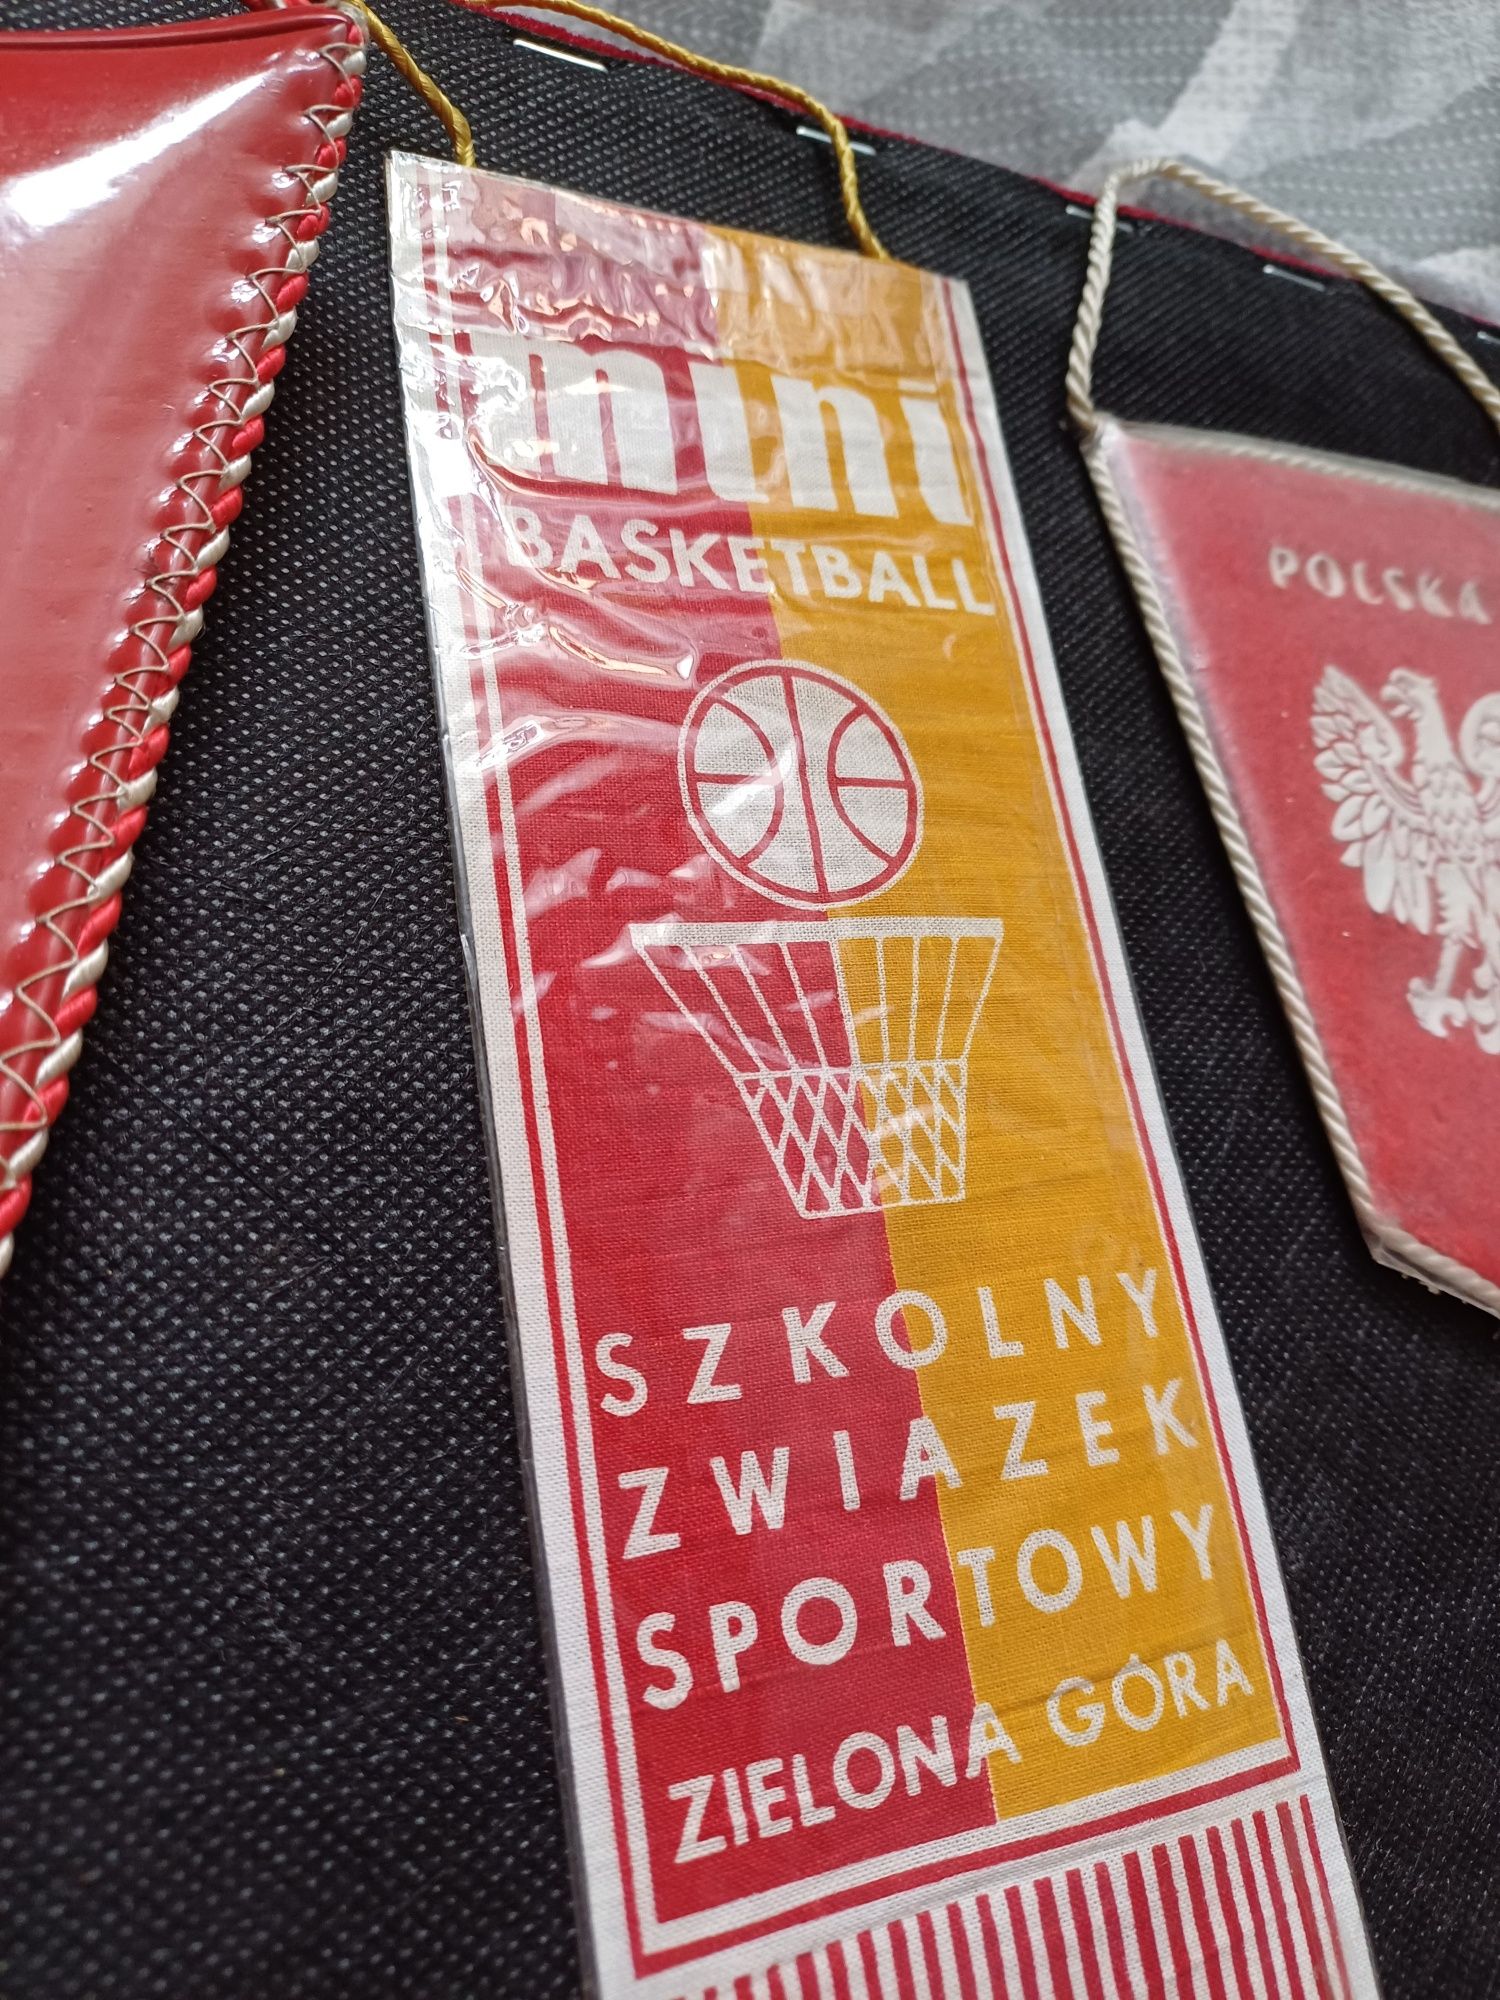 mini
BASKETBALL
SZKOLNY
ZWIAZEK
SPORTOWY
ZIELONA GÓRA
POLSKA